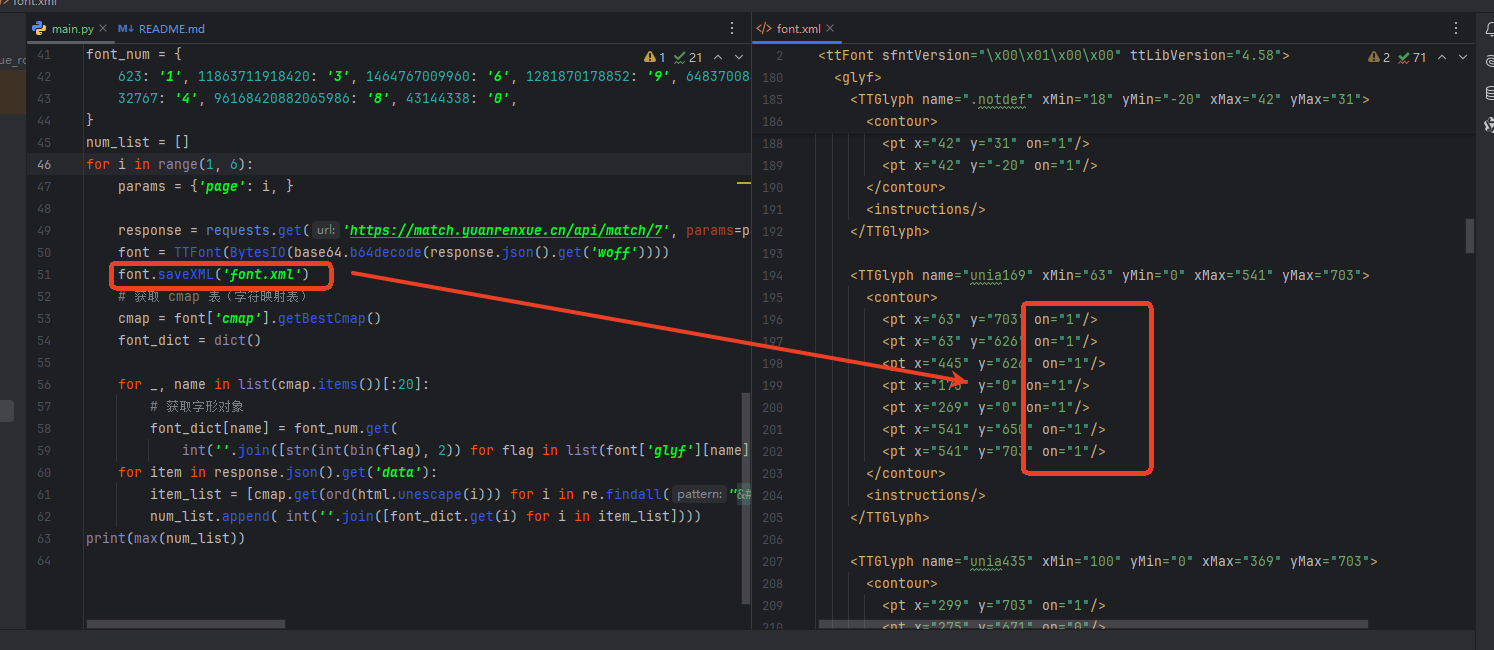 font.xml
main.py
README.md
41 font_num = {
1 21
42 623: '1', 11863711918420: '3', 1464767009960: '6', 1281870178852: '9', 64837008
43 32767: '4', 96168420882065986: '8', 43144338: '0',
44 }
45 num_list = []
46 for i in range(1, 6):
47 params = {'page': i, }
48
49 response = requests.get( url: 'https://match.yuanrenxue.cn/api/match/7', params=p
50 font = TTFont(BytesIO(base64.b64decode(response.json().get('woff'))))
51 font.saveXML('font.xml')
52 # 获取 cmap 表（字符映射表）
53 cmap = font['cmap'].getBestCmap()
54 font_dict = dict()
55
56 for _, name in list(cmap.items())[:20]:
57 # 获取字形对象
58 font_dict[name] = font_num.get(
59 int(''.join([str(int(bin(flag), 2)) for flag in list(font['glyf'][name]
60 for item in response.json().get('data'):
61 item_list = [cmap.get(ord(html.unescape(i))) for i in re.findall( pattern: "&#
62 num_list.append( int(''.join([font_dict.get(i) for i in item_list])))
63 print(max(num_list))
64
font.xml
2 <ttFont sfntVersion="\x00\x01\x00\x00" ttLibVersion="4.58">
2 71
180 <glyf>
185 <TTGlyph name=".notdef" xMin="18" yMin="-20" xMax="42" yMax="31">
186 <contour>
188 <pt x="42" y="31" on="1"/>
189 <pt x="42" y="-20" on="1"/>
190 </contour>
191 <instructions/>
192 </TTGlyph>
193
194 <TTGlyph name="unia169" xMin="63" yMin="0" xMax="541" yMax="703">
195 <contour>
196 <pt x="63" y="703" on="1"/>
197 <pt x="63" y="626" on="1"/>
198 <pt x="445" y="626" on="1"/>
199 <pt x="175" y="0" on="1"/>
200 <pt x="269" y="0" on="1"/>
201 <pt x="541" y="650" on="1"/>
202 <pt x="541" y="703" on="1"/>
203 </contour>
204 <instructions/>
205 </TTGlyph>
206
207 <TTGlyph name="unia435" xMin="100" yMin="0" xMax="369" yMax="703">
208 <contour>
209 <pt x="299" y="703" on="1"/>
210 <pt x="275" y="671" on="0"/>